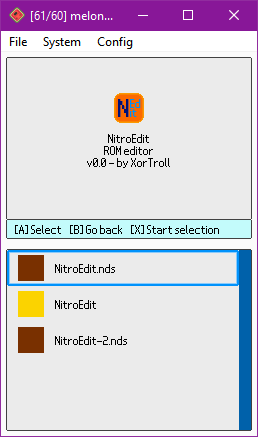 [61/60] melon...
File System Config
NitroEdit
ROM editor
v0.0 - by XorTroll
[A] Select [B] Go back [X] Start selection
NitroEdit.nds
NitroEdit
NitroEdit-2.nds